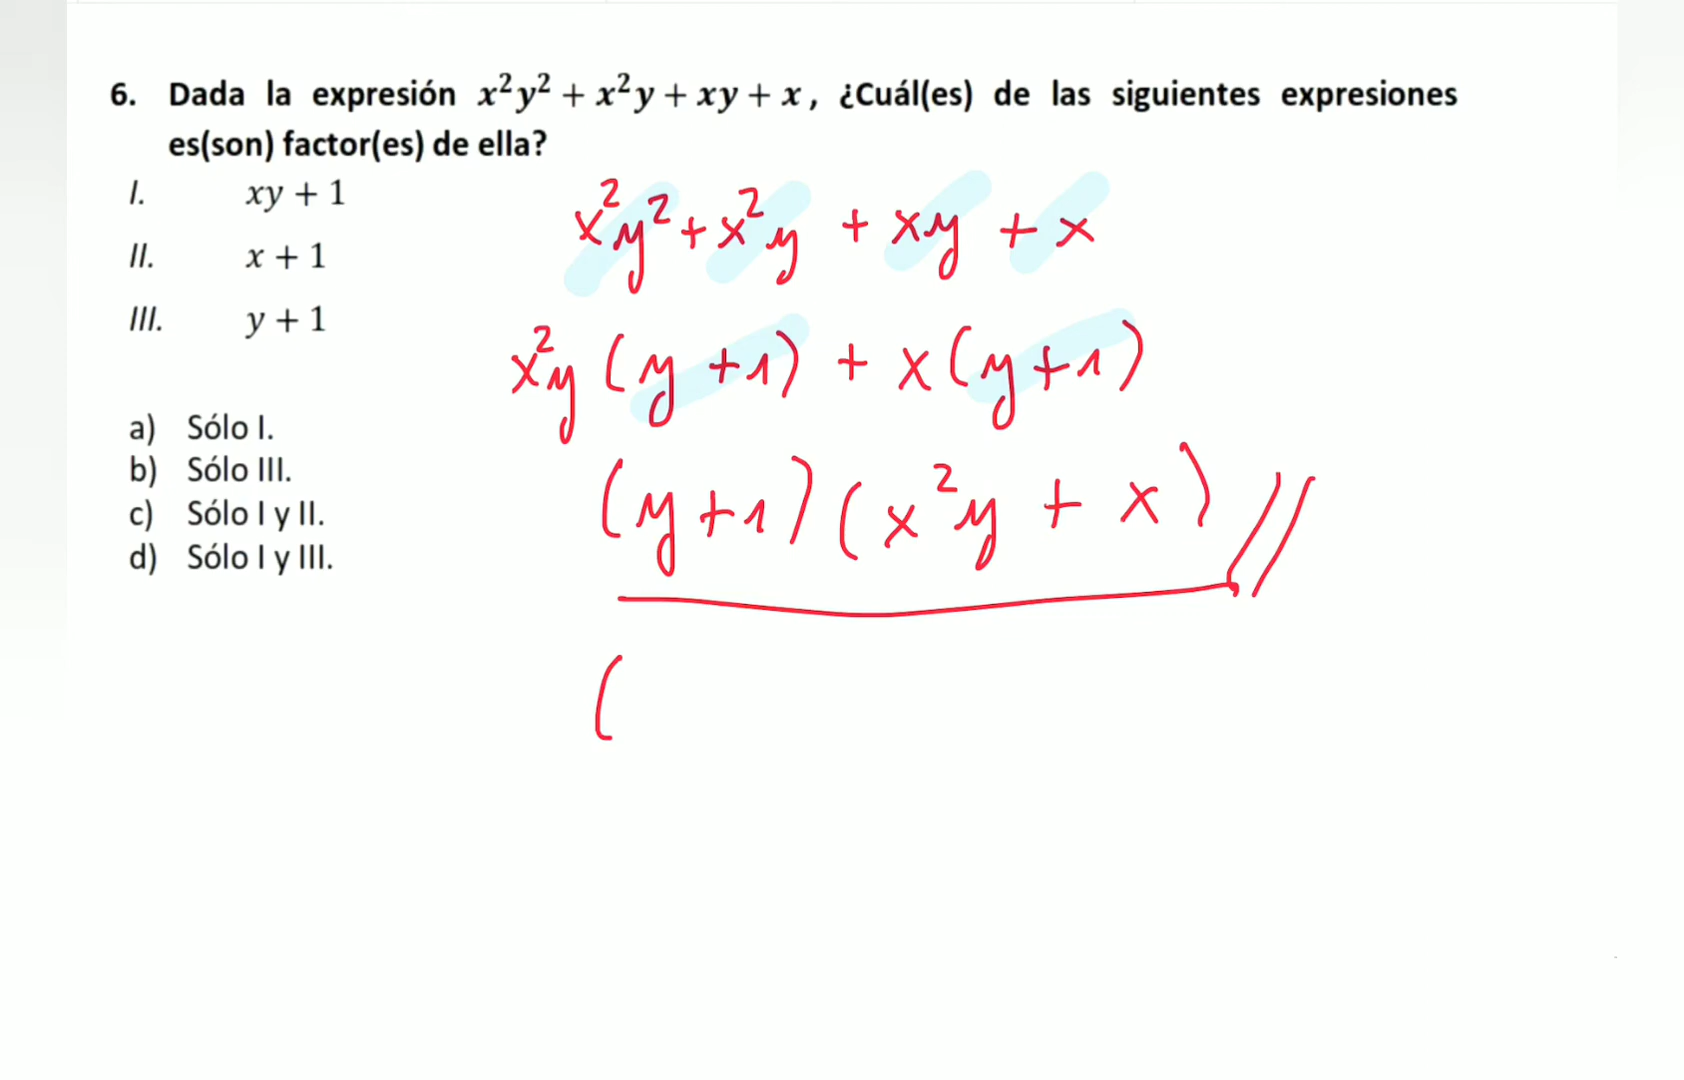 6. Dada la expresión x²y² + x²y + xy + x, ¿Cuál(es) de las siguientes expresiones
es(son) factor(es) de ella?
I. xy + 1
II. x + 1
III. y + 1
a) Sólo I.
b) Sólo III.
c) Sólo I y II.
d) Sólo I y III.
x²y² + x²y + xy + x
x²y (y + 1) + x (y + 1)
(y + 1) (x²y + x) //
(